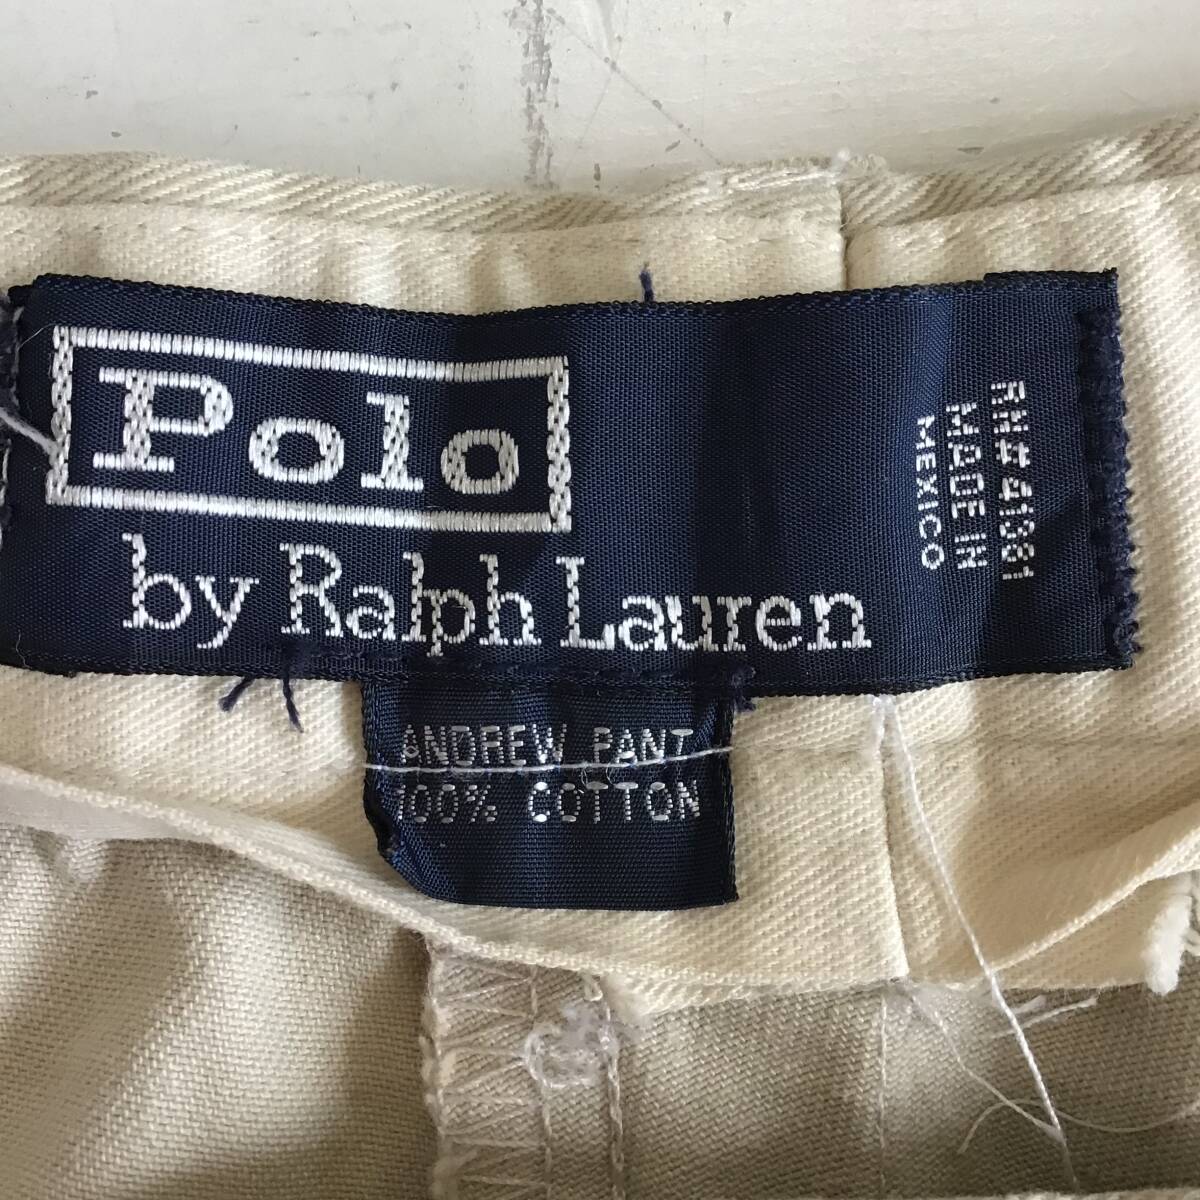 Polo
by Ralph Lauren
RN#41381
MADE IN
MEXICO
ANDREW PANT
100% COTTON